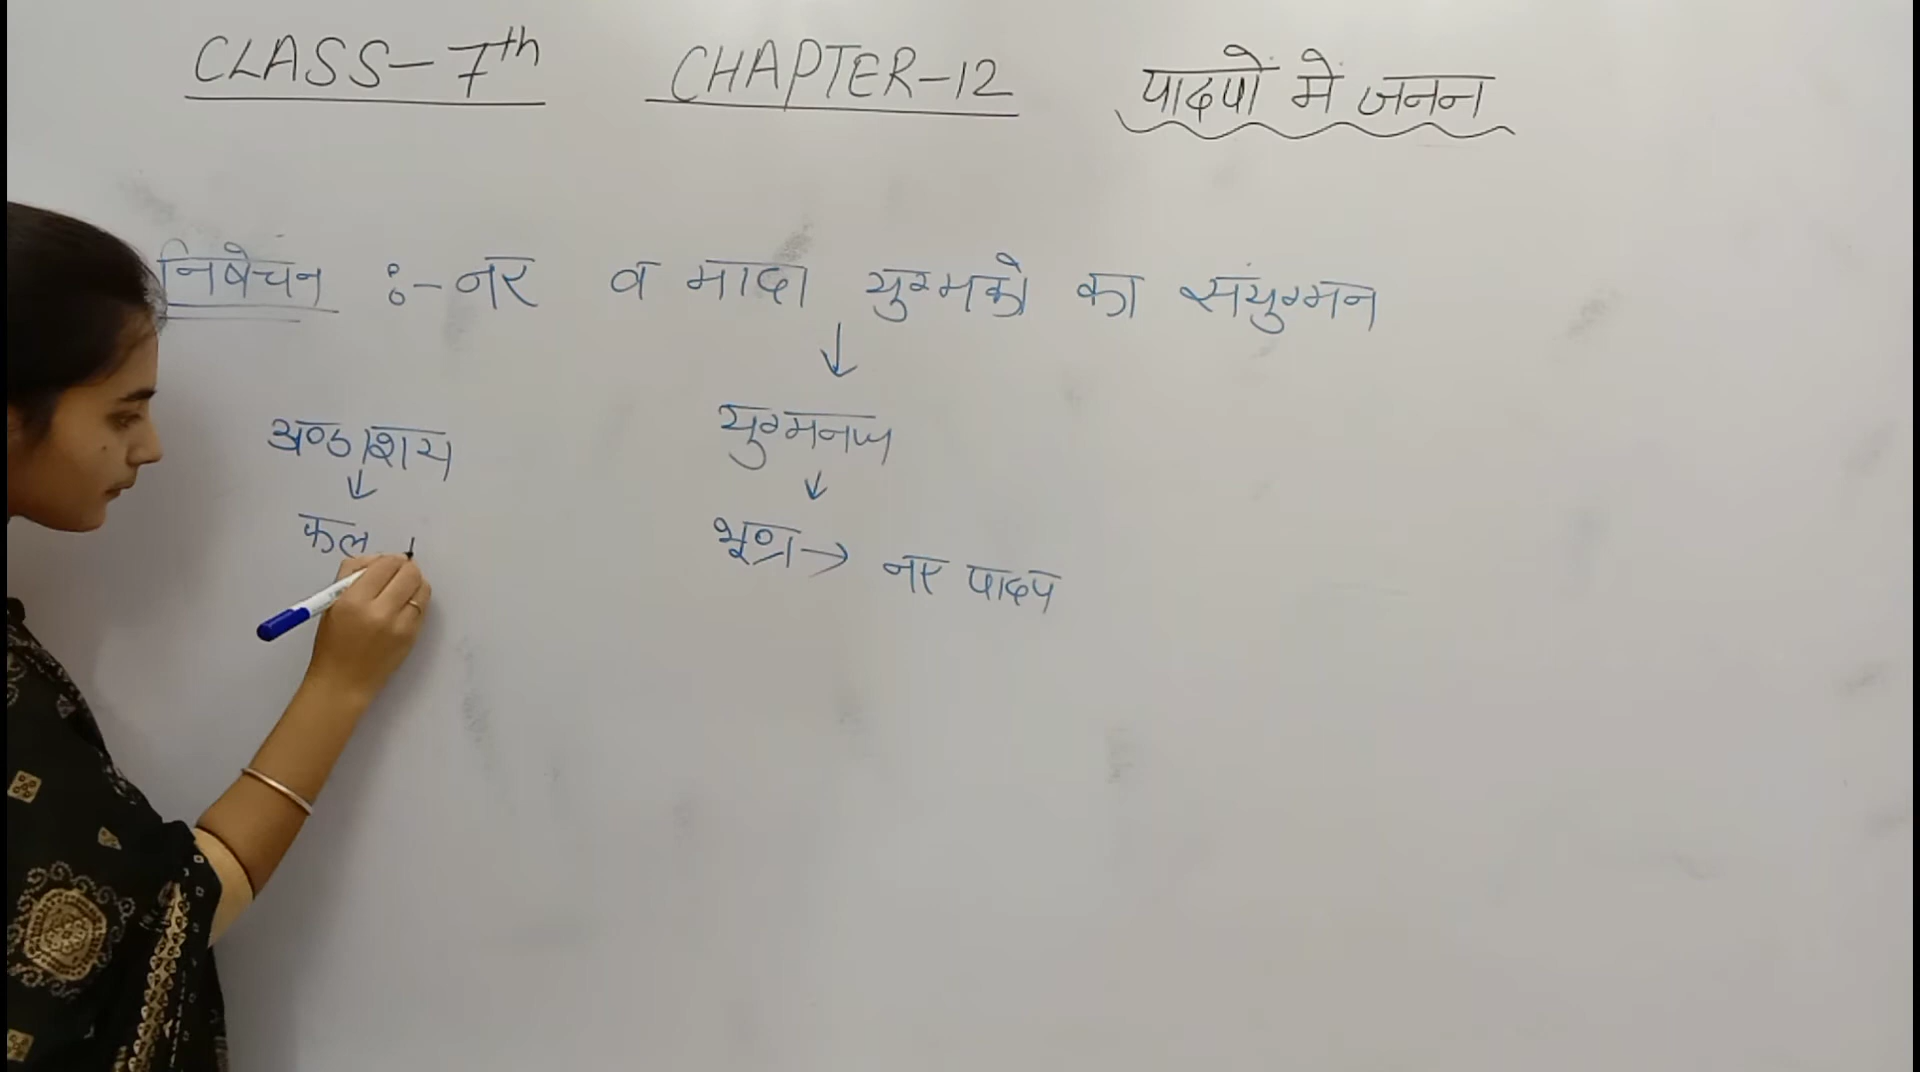 CLASS-7th CHAPTER-12 पादपों में जनन
निषेचन :- नर व मादा युग्मको का संयुग्मन
↓
अण्डाशय युग्मनज
↓ ↓
फल भ्रूण → नर पादप